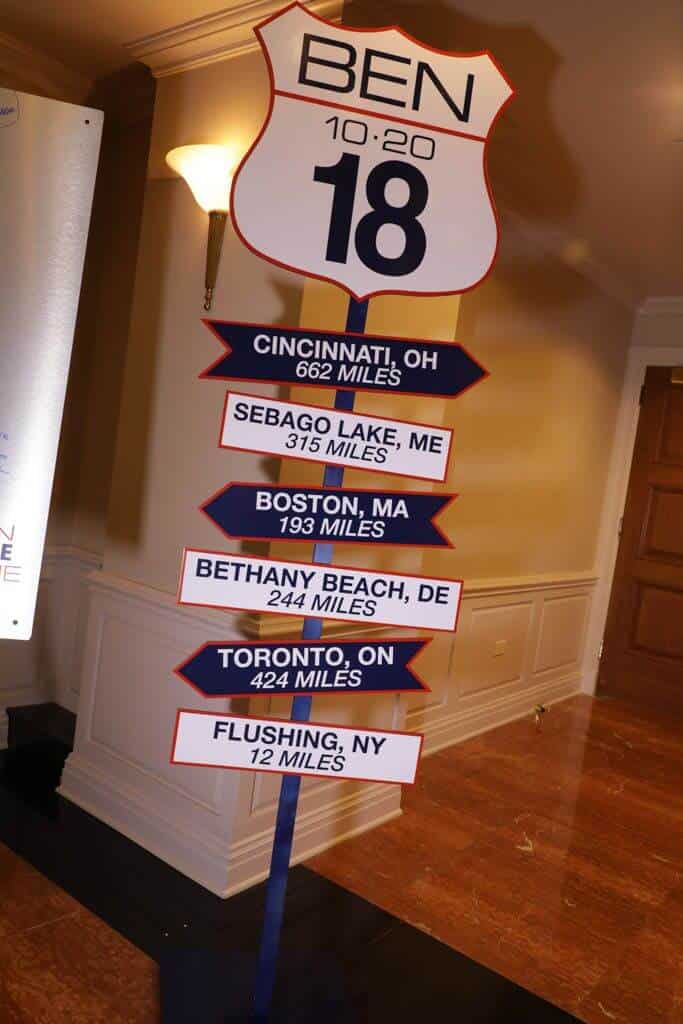 BEN
10·20
18
CINCINNATI, OH
662 MILES
SEBAGO LAKE, ME
315 MILES
BOSTON, MA
193 MILES
BETHANY BEACH, DE
244 MILES
TORONTO, ON
424 MILES
FLUSHING, NY
12 MILES